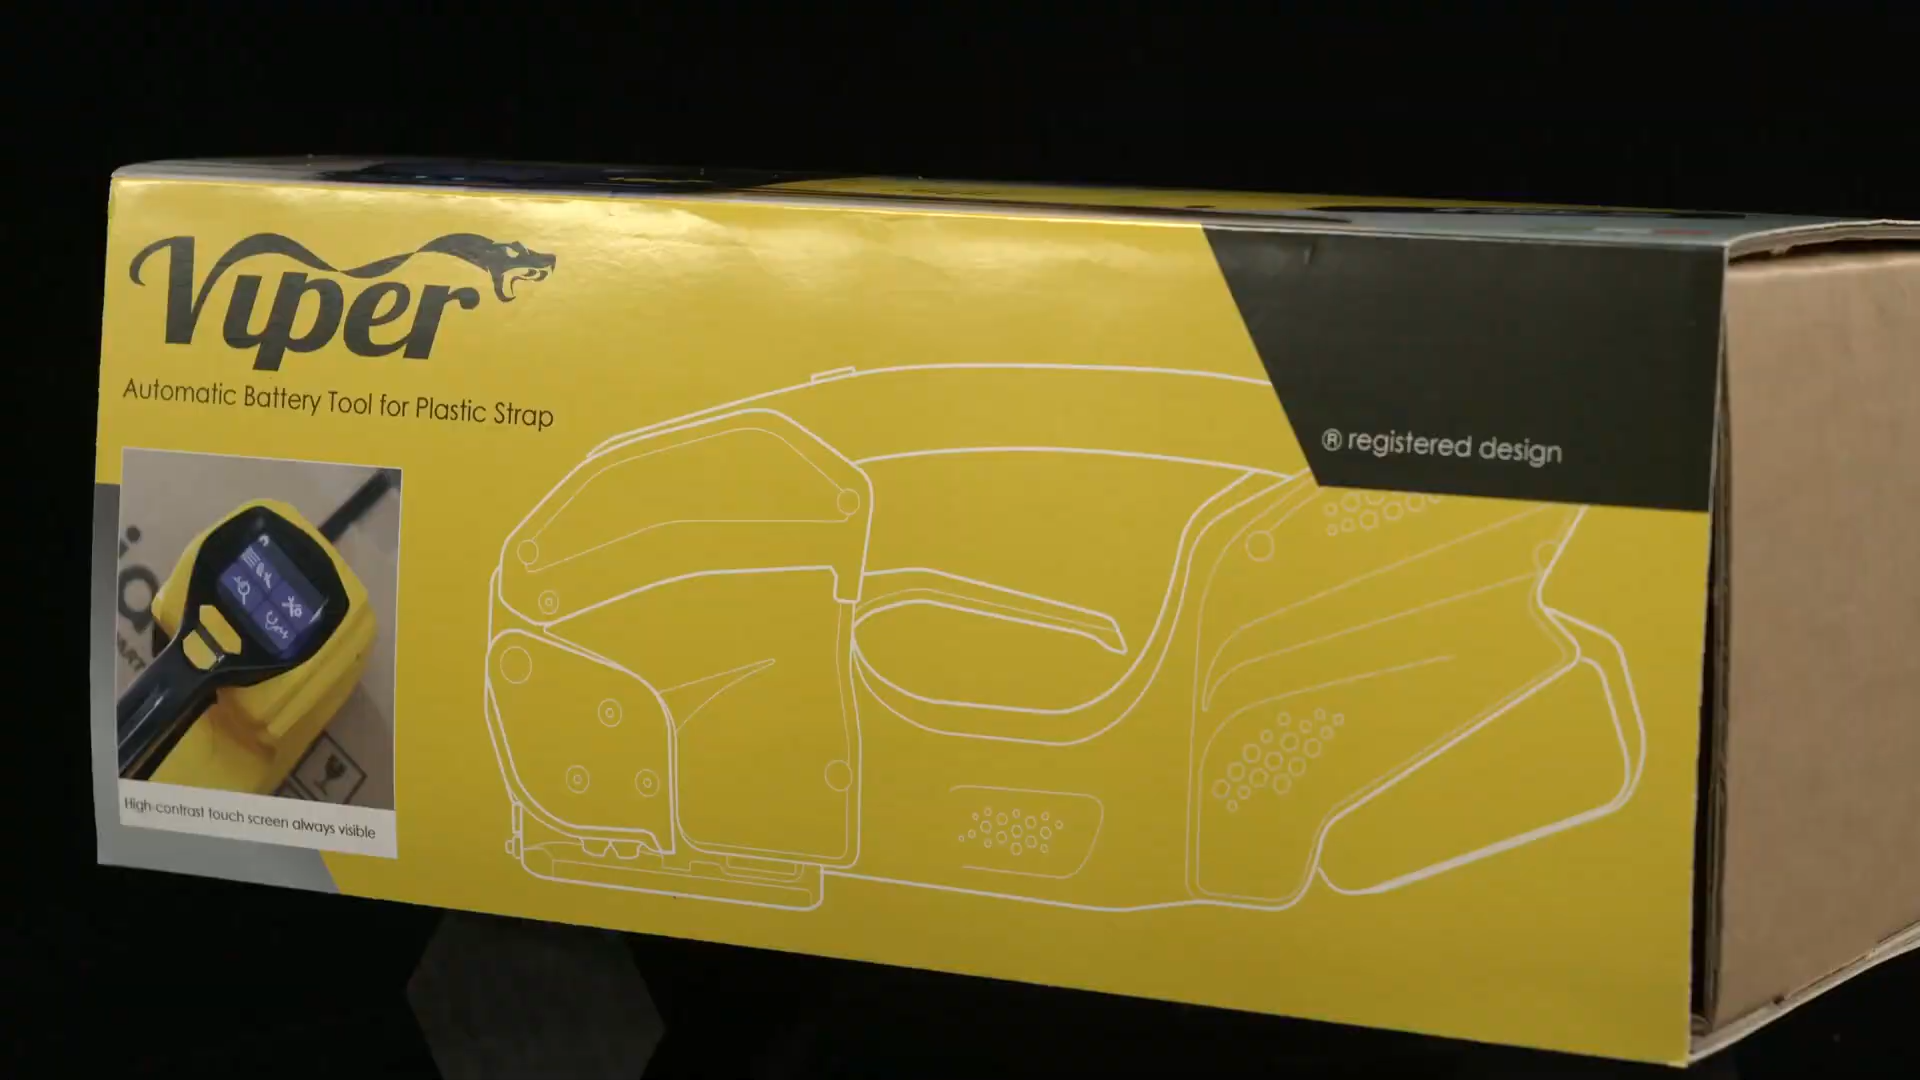 Viper
Automatic Battery Tool for Plastic Strap
® registered design
High-contrast touch screen always visible